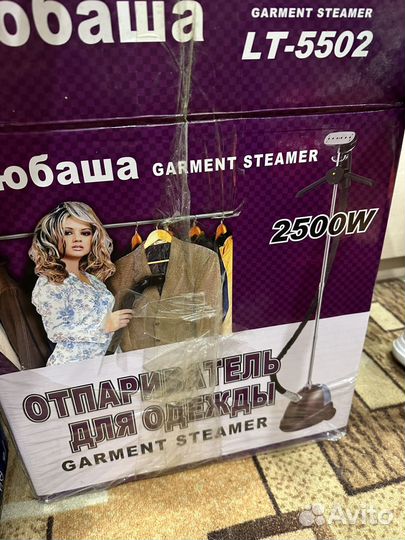 юбаша GARMENT STEAMER
LT-5502
юбаша GARMENT STEAMER
2500W
ОТПАРИВАТЕЛЬ
ДЛЯ ОДЕЖДЫ
GARMENT STEAMER
Avito